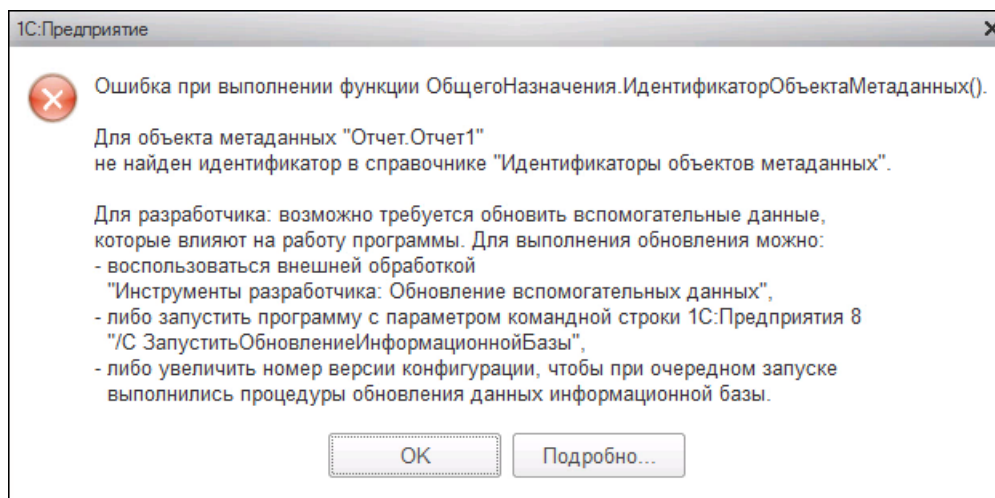 1С:Предприятие
Ошибка при выполнении функции ОбщегоНазначения.ИдентификаторОбъектаМетаданных().
Для объекта метаданных "Отчет.Отчет1"
не найден идентификатор в справочнике "Идентификаторы объектов метаданных".
Для разработчика: возможно требуется обновить вспомогательные данные,
которые влияют на работу программы. Для выполнения обновления можно:
- воспользоваться внешней обработкой
"Инструменты разработчика: Обновление вспомогательных данных",
- либо запустить программу с параметром командной строки 1С:Предприятия 8
"/С ЗапуститьОбновлениеИнформационнойБазы",
- либо увеличить номер версии конфигурации, чтобы при очередном запуске
выполнились процедуры обновления данных информационной базы.
OK
Подробно...